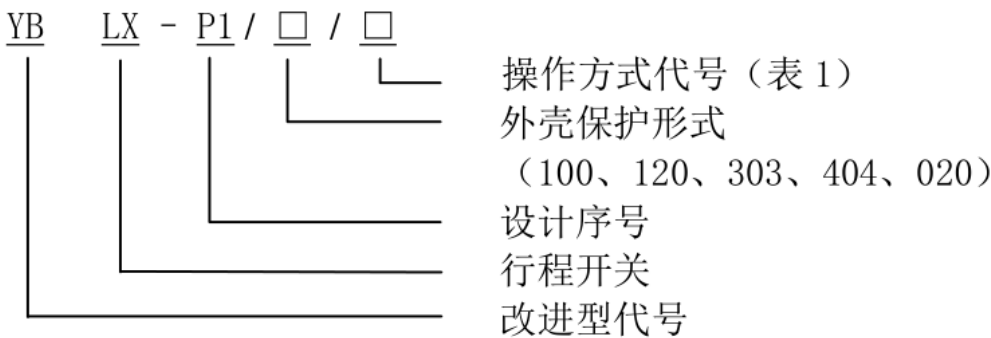 YB LX - P1 / □ / □
操作方式代号（表1）
外壳保护形式
（100、120、303、404、020）
设计序号
行程开关
改进型代号